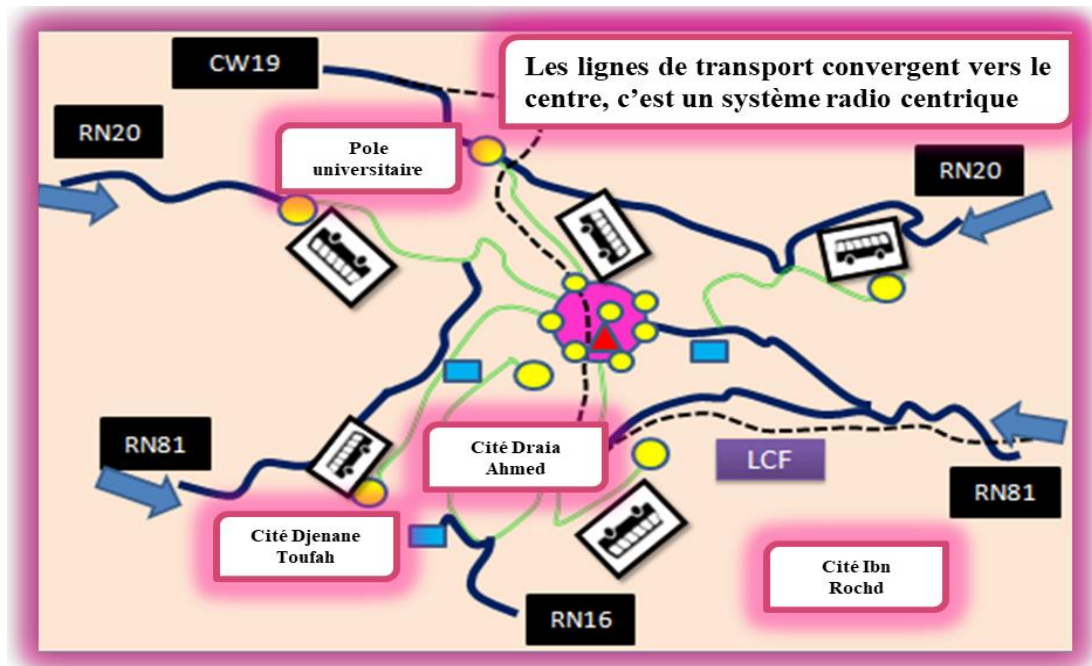 CW19
Les lignes de transport convergent vers le
centre, c’est un système radio centrique
RN20
Pole
universitaire
RN20
RN81
Cité Draia
Ahmed
LCF
RN81
Cité Djenane
Toufah
Cité Ibn
Rochd
RN16